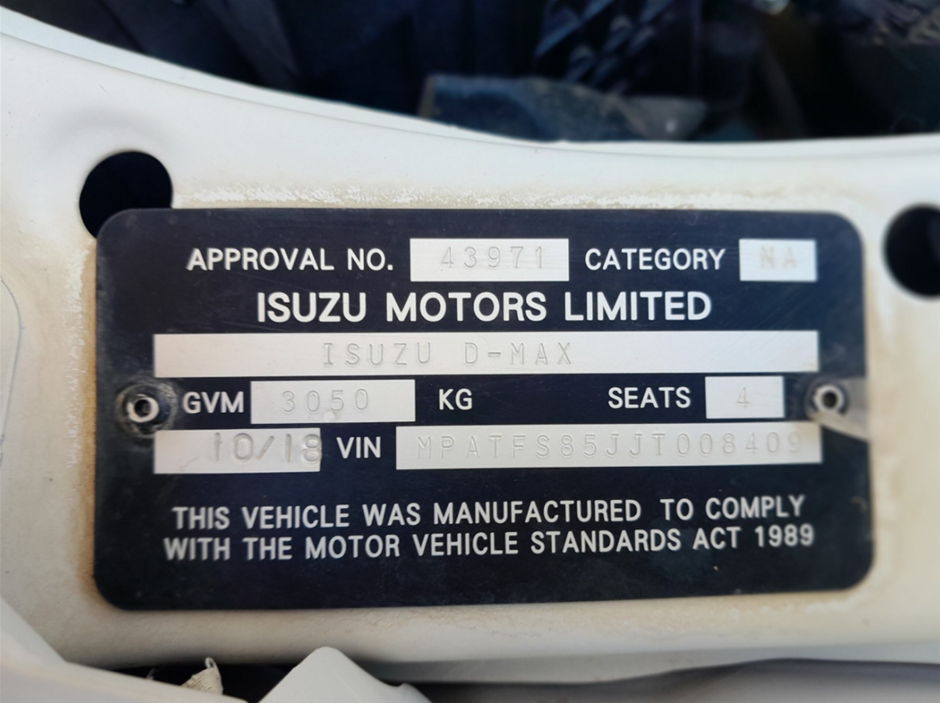 APPROVAL NO. 43971 CATEGORY NA
ISUZU MOTORS LIMITED
ISUZU D-MAX
GVM 3050 KG SEATS 4
10/18 VIN MPATFS85JJT008409
THIS VEHICLE WAS MANUFACTURED TO COMPLY
WITH THE MOTOR VEHICLE STANDARDS ACT 1989